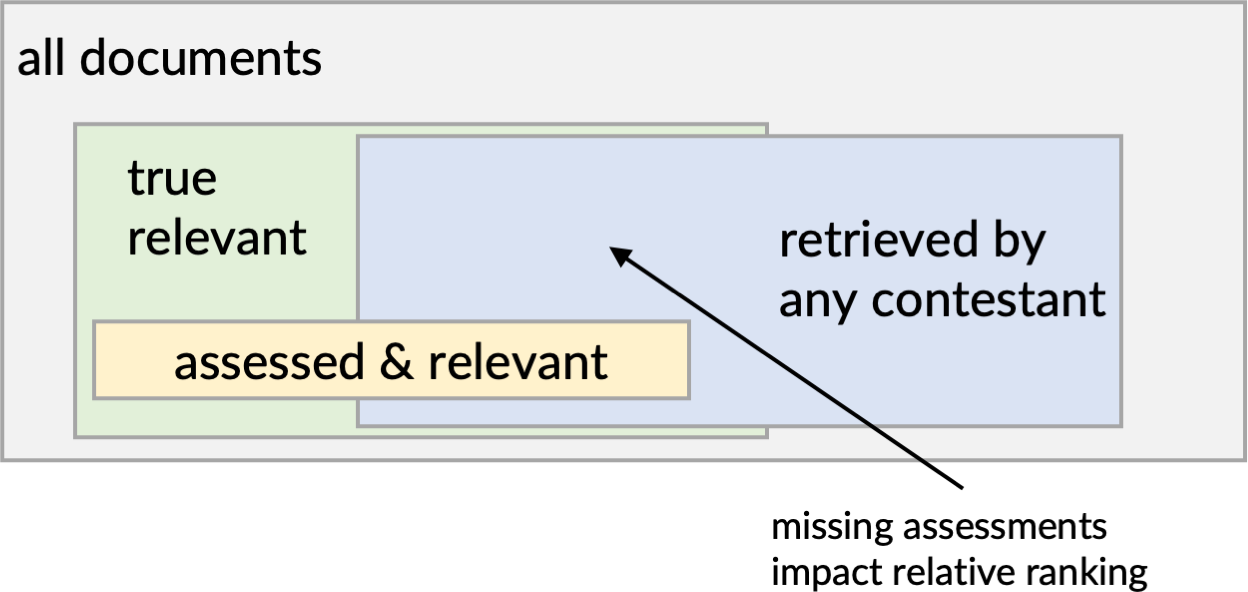 all documents
true
relevant
retrieved by
any contestant
assessed & relevant
missing assessments
impact relative ranking